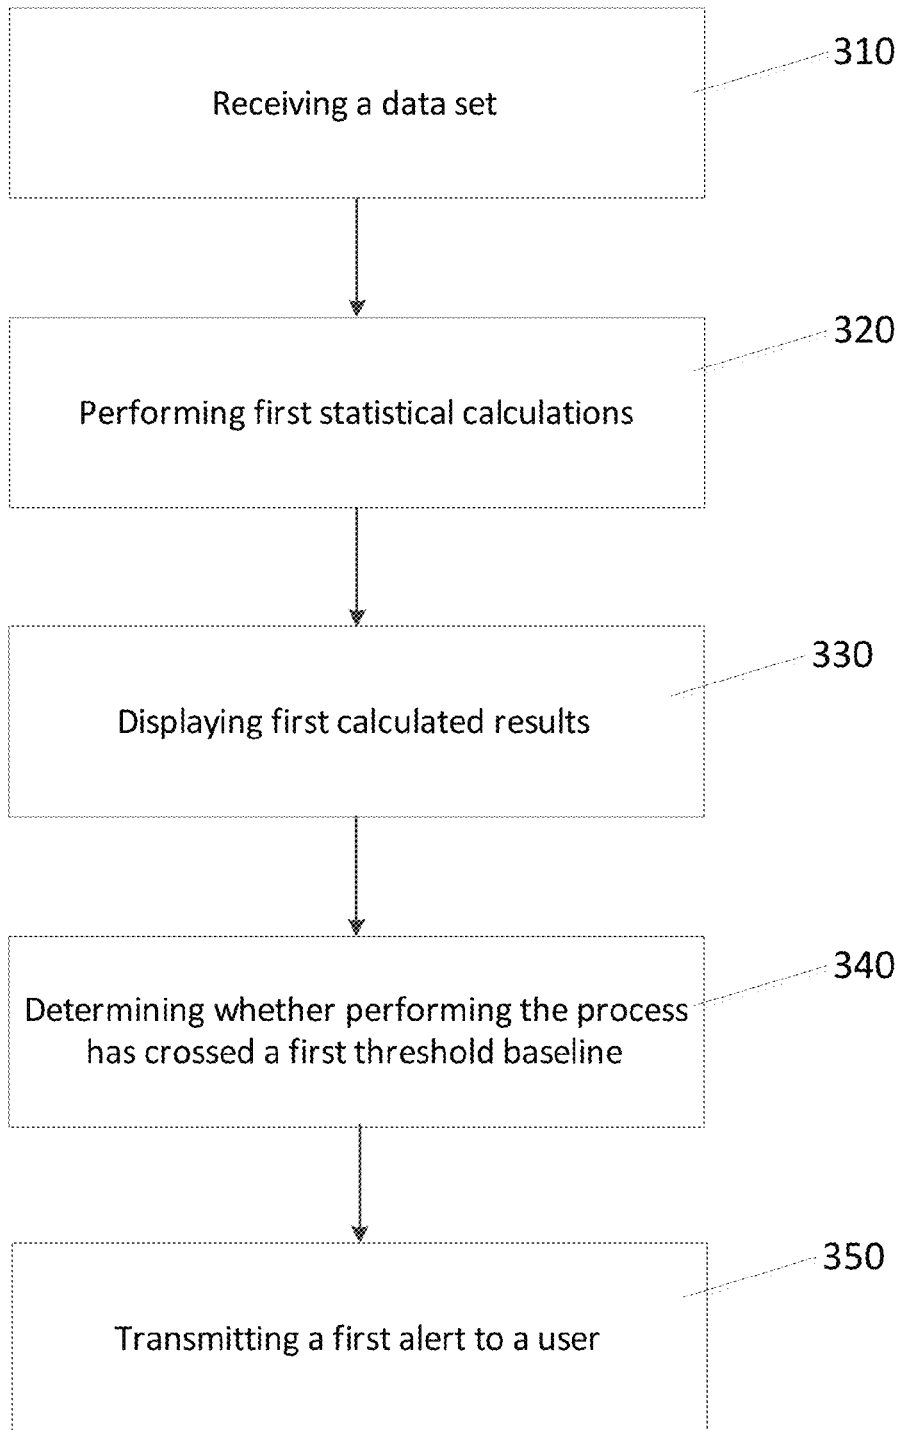 310
Receiving a data set
320
Performing first statistical calculations
330
Displaying first calculated results
340
Determining whether performing the process
has crossed a first threshold baseline
350
Transmitting a first alert to a user